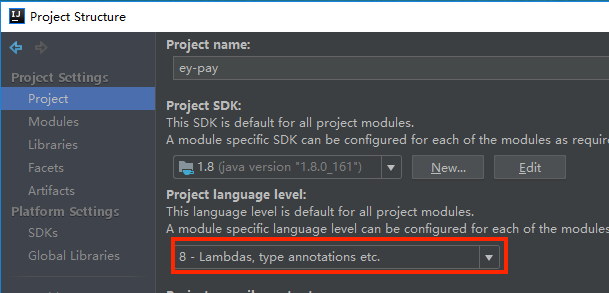 Project Structure
Project Settings
Project
Modules
Libraries
Facets
Artifacts
Platform Settings
SDKs
Global Libraries
Project name:
ey-pay
Project SDK:
This SDK is default for all project modules.
A module specific SDK can be configured for each of the modules as require
1.8 (java version "1.8.0_161")
New...
Edit
Project language level:
This language level is default for all project modules.
A module specific language level can be configured for each of the modules
8 - Lambdas, type annotations etc.